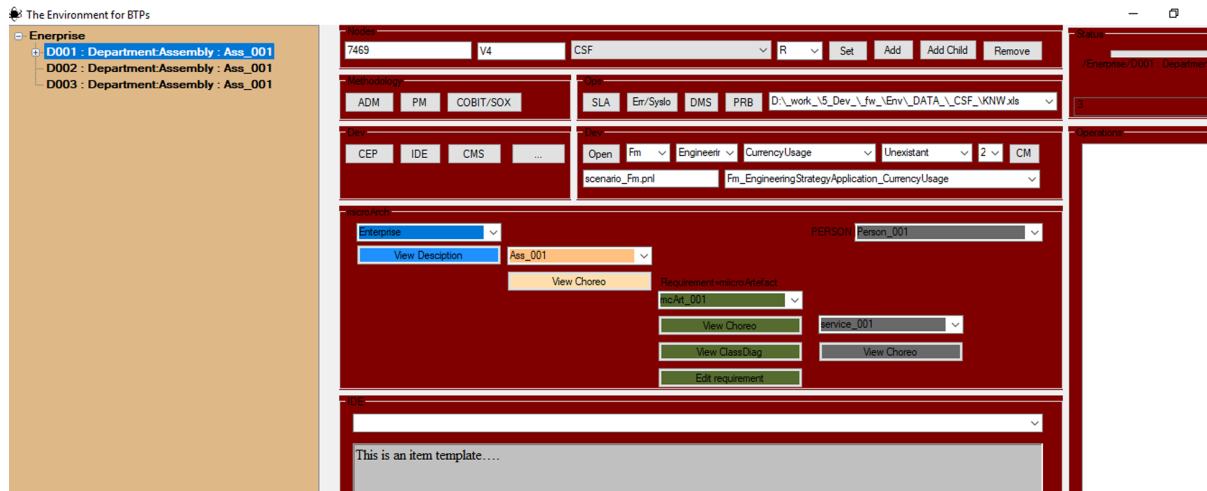 The Environment for BTPs
Enerprise
D001 : Department:Assembly : Ass_001
D002 : Department:Assembly : Ass_001
D003 : Department:Assembly : Ass_001
Nodes
7469 V4 CSF R Set Add Add Child Remove
Methodology
ADM PM COBIT/SOX
Ops
SLA Err/Syslo DMS PRB D:\_work_\5_Dev_\_fw_\Env\_DATA_\_CSF_\KNW.xls
Dev
CEP IDE CMS ...
Dev
Open Fm Engineerir CurrencyUsage Unexistant 2 CM
scenario_Fm.pnl Fm_EngineeringStrategyApplication_CurrencyUsage
microArch
Enterprise PERSON Person_001
View Desciption Ass_001
View Choreo Requirement=microArtefact
mcArt_001
View Choreo service_001
View ClassDiag View Choreo
Edit requirement
IDE
This is an item template….
Status
/Enerprise/D001 : Departmen
3
Operations